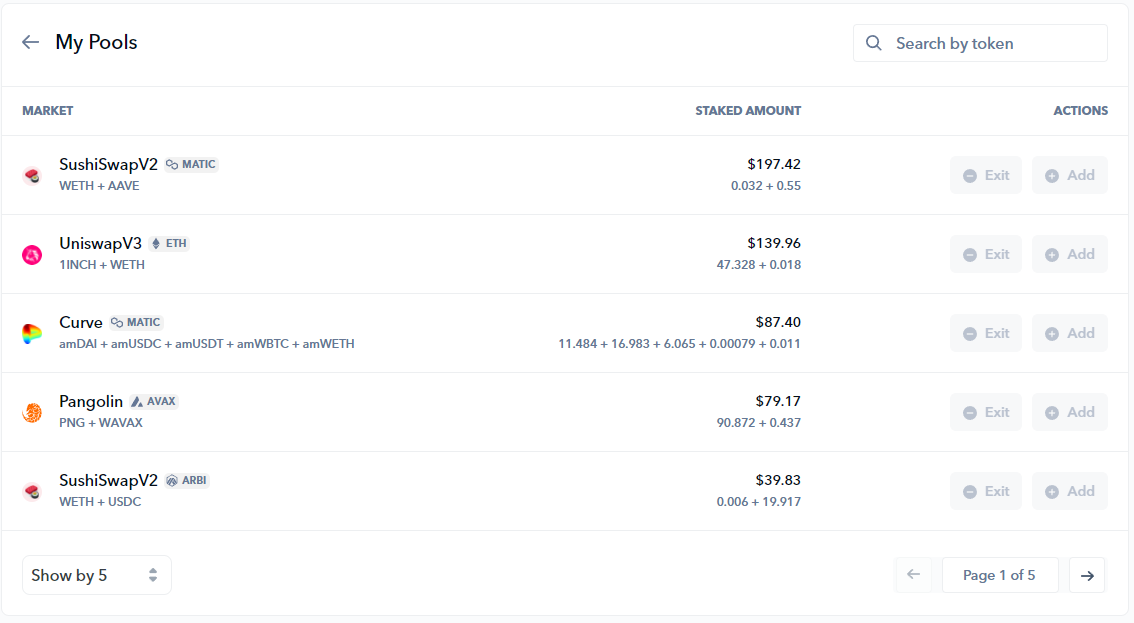 My Pools
Search by token
MARKET STAKED AMOUNT ACTIONS
SushiSwapV2 MATIC $197.42
WETH + AAVE 0.032 + 0.55 Exit Add
UniswapV3 ETH $139.96
1INCH + WETH 47.328 + 0.018 Exit Add
Curve MATIC $87.40
amDAI + amUSDC + amUSDT + amWBTC + amWETH 11.484 + 16.983 + 6.065 + 0.00079 + 0.011 Exit Add
Pangolin AVAX $79.17
PNG + WAVAX 90.872 + 0.437 Exit Add
SushiSwapV2 ARBI $39.83
WETH + USDC 0.006 + 19.917 Exit Add
Show by 5 Page 1 of 5